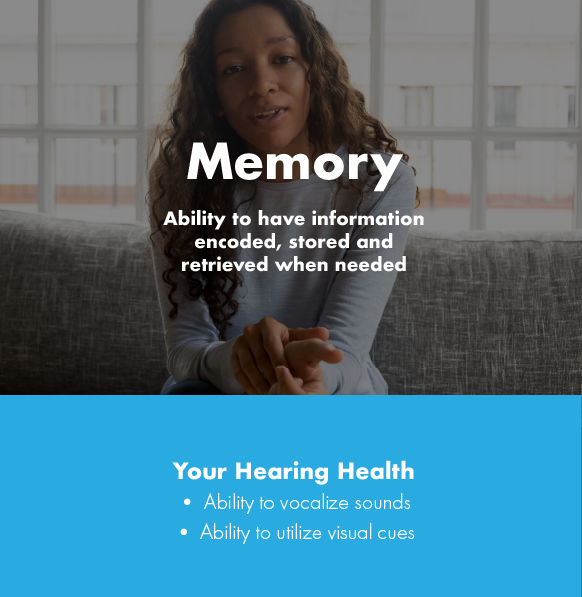 Memory
Ability to have information
encoded, stored and
retrieved when needed
Your Hearing Health
• Ability to vocalize sounds
• Ability to utilize visual cues